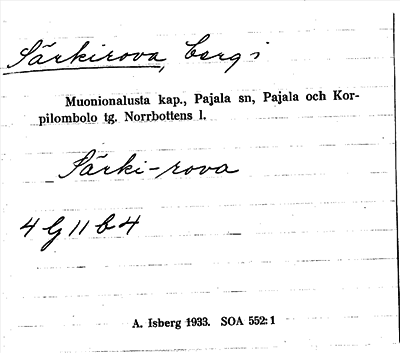 Särkirova, berg i
Muonionalusta kap., Pajala sn, Pajala och Kor-
pilombolo tg. Norrbottens l.
Särki-rova
4 G 11 b 4
A. Isberg 1933. SOA 552:1